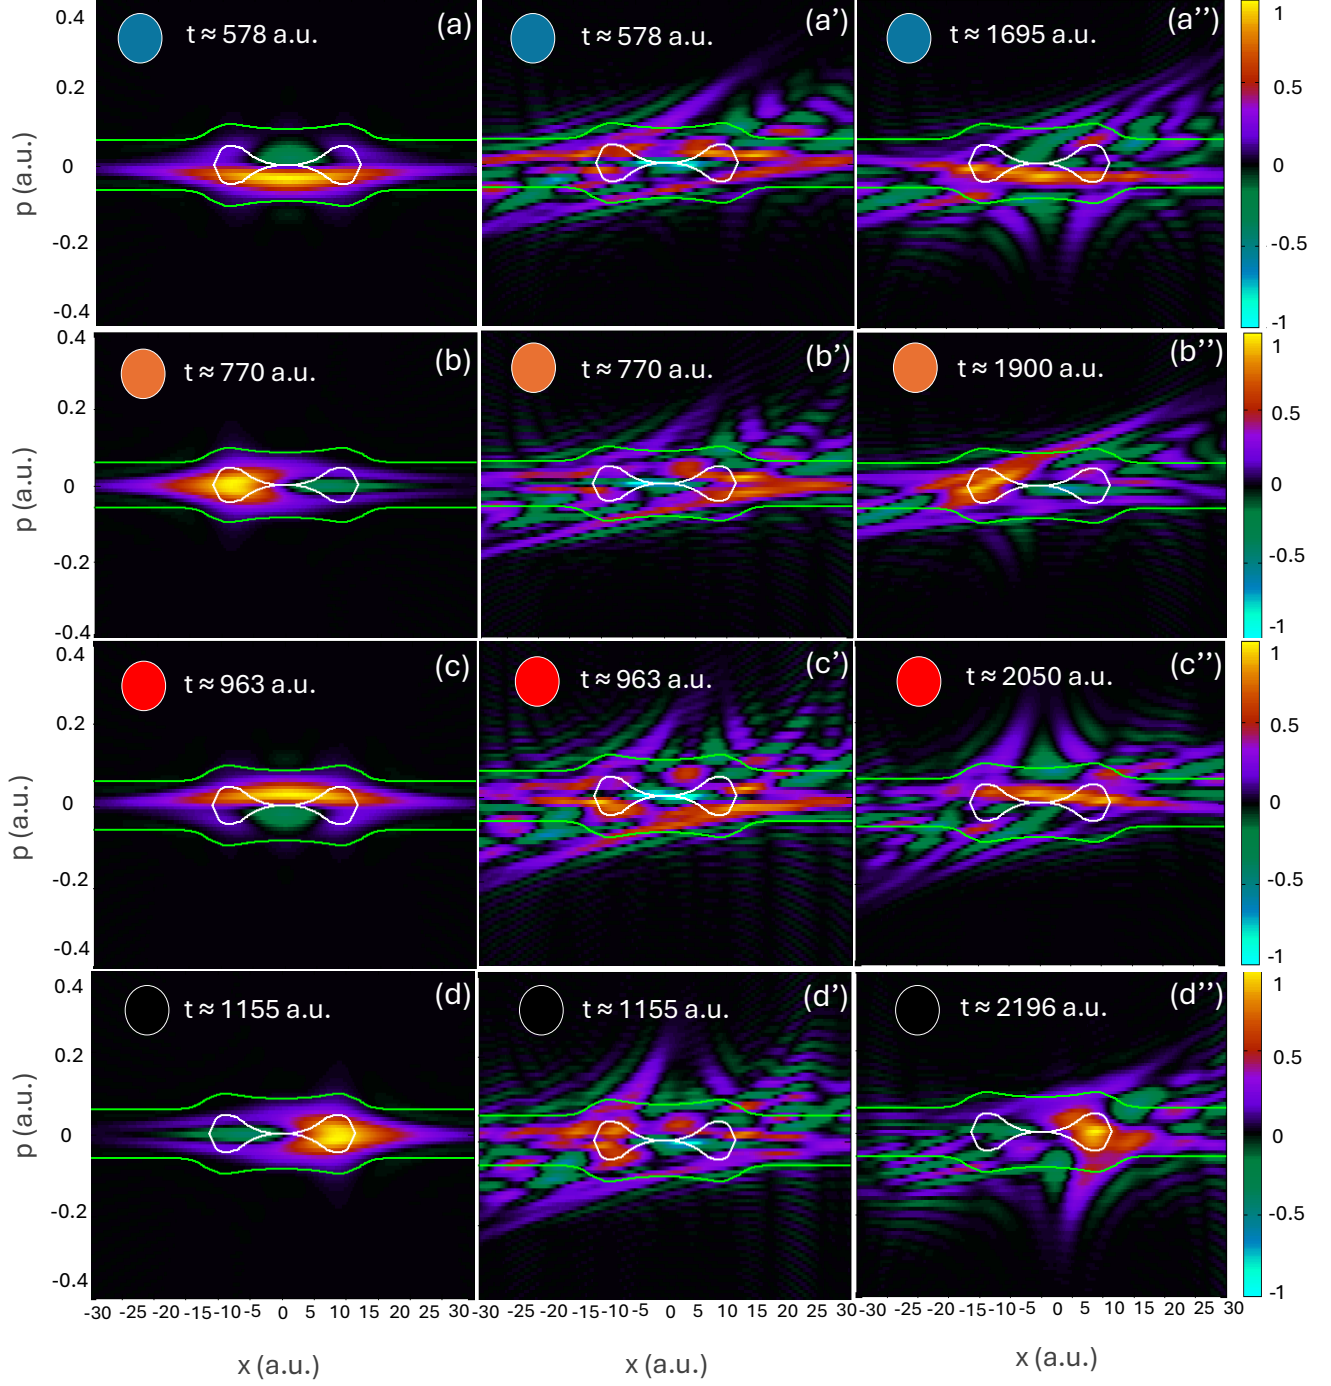 0.4
0.2
0
-0.2
-0.4
p (a.u.)
t ≈ 578 a.u.
(a)
t ≈ 578 a.u.
(a')
t ≈ 1695 a.u.
(a'')
1
0.5
0
-0.5
-1
0.4
0.2
0
-0.2
-0.4
p (a.u.)
t ≈ 770 a.u.
(b)
t ≈ 770 a.u.
(b')
t ≈ 1900 a.u.
(b'')
1
0.5
0
-0.5
-1
0.4
0.2
0
-0.2
-0.4
p (a.u.)
t ≈ 963 a.u.
(c)
t ≈ 963 a.u.
(c')
t ≈ 2050 a.u.
(c'')
1
0.5
0
-0.5
-1
0.4
0.2
0
-0.2
-0.4
p (a.u.)
t ≈ 1155 a.u.
(d)
t ≈ 1155 a.u.
(d')
t ≈ 2196 a.u.
(d'')
1
0.5
0
-0.5
-1
-30 -25 -20 -15 -10 -5 0 5 10 15 20 25 30
-30 -25 -20 -15 -10 -5 0 5 10 15 20 25 30
-30 -25 -20 -15 -10 -5 0 5 10 15 20 25 30
x (a.u.)
x (a.u.)
x (a.u.)